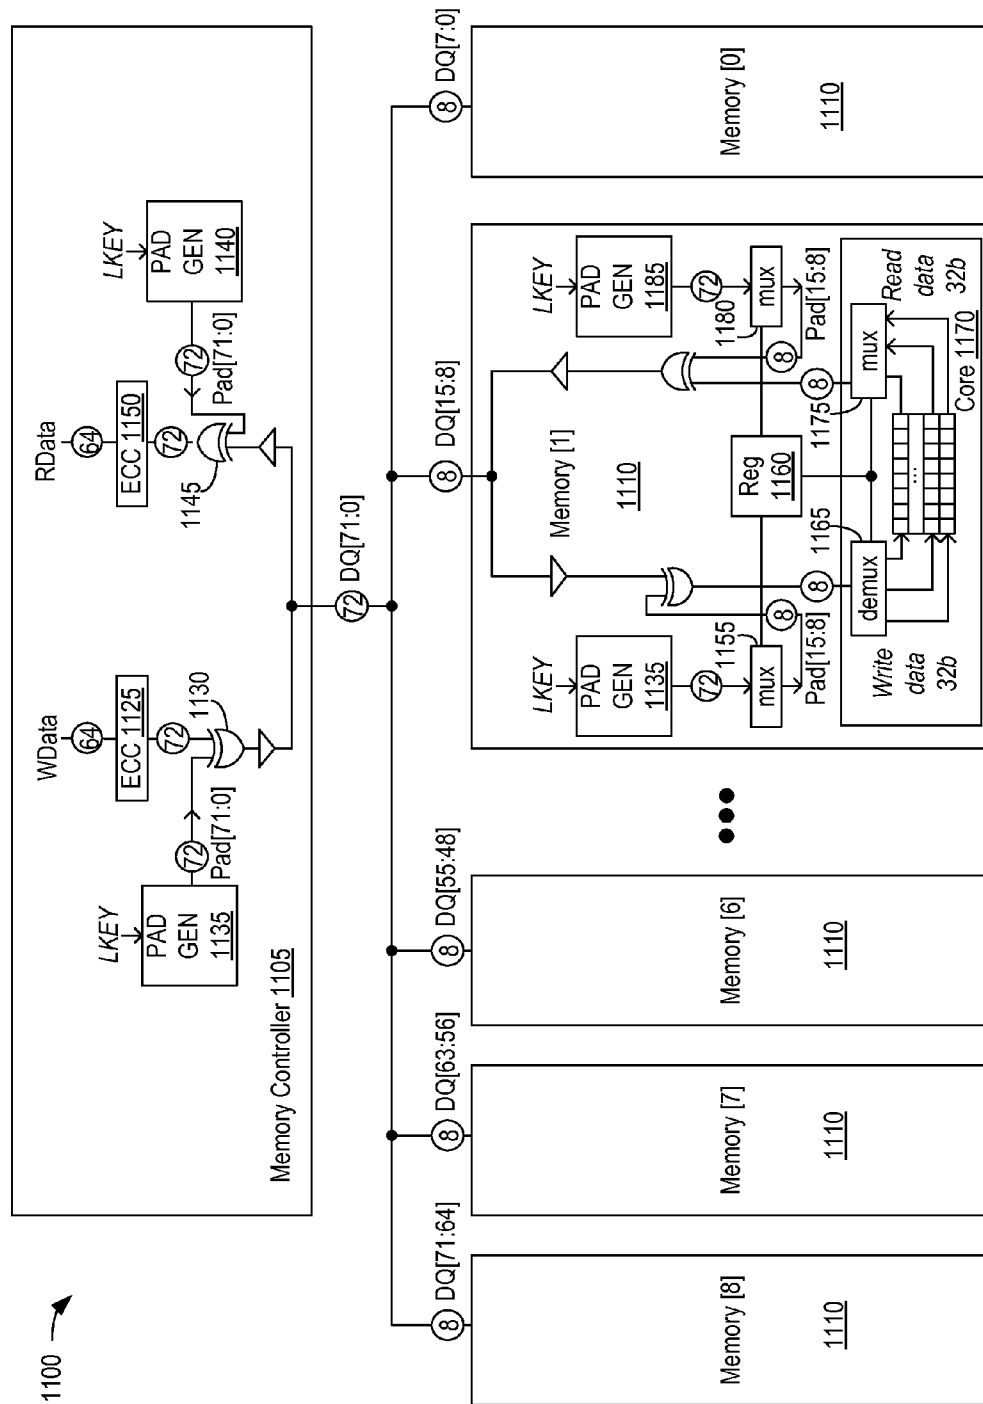 1100
WData
64
ECC 1125
72
1130
LKEY
PAD
GEN
1135
72
Pad[71:0]
RData
64
ECC 1150
72
1145
LKEY
PAD
GEN
1140
72
Pad[71:0]
Memory Controller 1105
72
DQ[71:0]
8
DQ[71:64]
8
DQ[63:56]
8
DQ[55:48]
8
DQ[15:8]
8
DQ[7:0]
Memory [8]
1110
Memory [7]
1110
Memory [6]
1110
Memory [1]
1110
LKEY
PAD
GEN
1135
72
1155
mux
8
Pad[15:8]
8
LKEY
PAD
GEN
1185
72
1180
mux
8
Pad[15:8]
8
Reg
1160
1165
demux
Write
data
32b
...
1175
mux
Read
data
32b
Core 1170
Memory [0]
1110